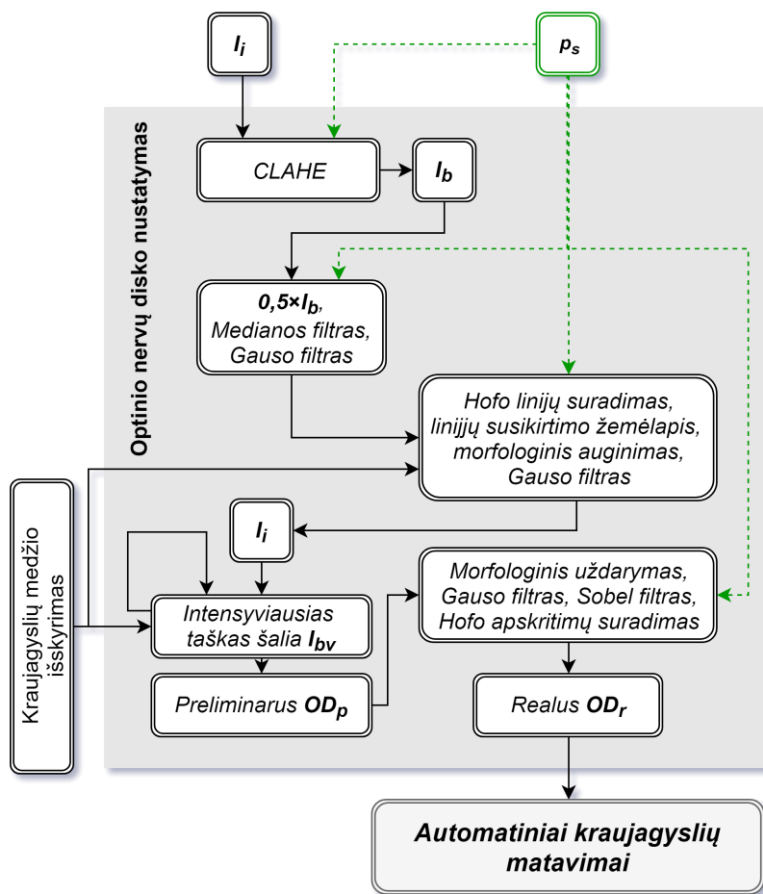 I_i
p_s
Optinio nervų disko nustatymas
CLAHE
I_b
0,5×I_b,
Medianos filtras,
Gauso filtras
Hofo linijų suradimas,
linijjų susikirtimo žemėlapis,
morfologinis auginimas,
Gauso filtras
Kraujagyslių medžio
išskyrimas
I_i
Intensyviausias
taškas šalia I_bv
Morfologinis uždarymas,
Gauso filtras, Sobel filtras,
Hofo apskritimų suradimas
Preliminarus OD_p
Realus OD_r
Automatiniai kraujagyslių
matavimai